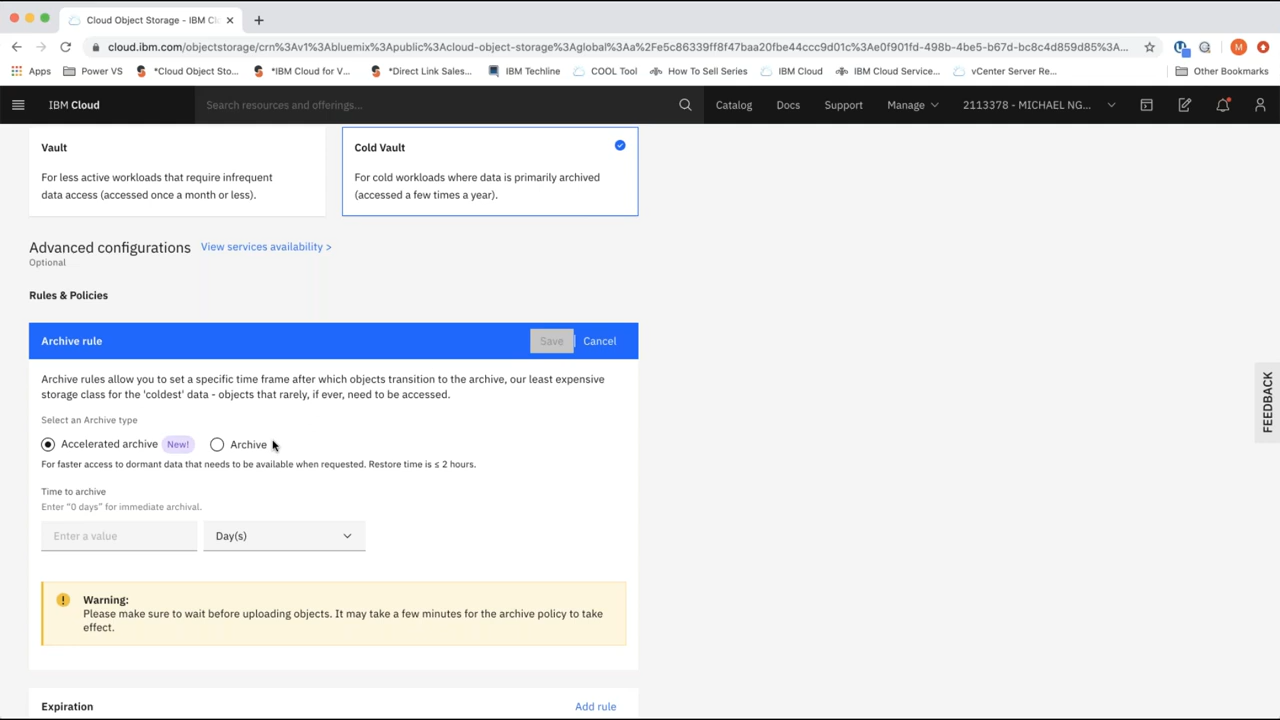 Cloud Object Storage - IBM Cl
cloud.ibm.com/objectstorage/crn%3Av1%3Abluemix%3Apublic%3Acloud-object-storage%3Aglobal%3Aa%2Fe5c86339ff8f47baa20fbe44ccc9d01c%3Ae0f901fd-498b-4be5-b67d-bc8c4d859d85%3A...
Apps Power VS *Cloud Object Sto... *IBM Cloud for V... *Direct Link Sales... IBM Techline COOL Tool How To Sell Series IBM Cloud IBM Cloud Service... vCenter Server Re... Other Bookmarks
IBM Cloud Search resources and offerings... Catalog Docs Support Manage 2113378 - MICHAEL NG...
Vault
For less active workloads that require infrequent
data access (accessed once a month or less).
Cold Vault
For cold workloads where data is primarily archived
(accessed a few times a year).
Advanced configurations View services availability >
Optional
Rules & Policies
Archive rule Save Cancel
Archive rules allow you to set a specific time frame after which objects transition to the archive, our least expensive
storage class for the 'coldest' data - objects that rarely, if ever, need to be accessed.
Select an Archive type
Accelerated archive New! Archive
For faster access to dormant data that needs to be available when requested. Restore time is ≤ 2 hours.
Time to archive
Enter "0 days" for immediate archival.
Enter a value Day(s)
Warning:
Please make sure to wait before uploading objects. It may take a few minutes for the archive policy to take
effect.
Expiration Add rule
FEEDBACK
M